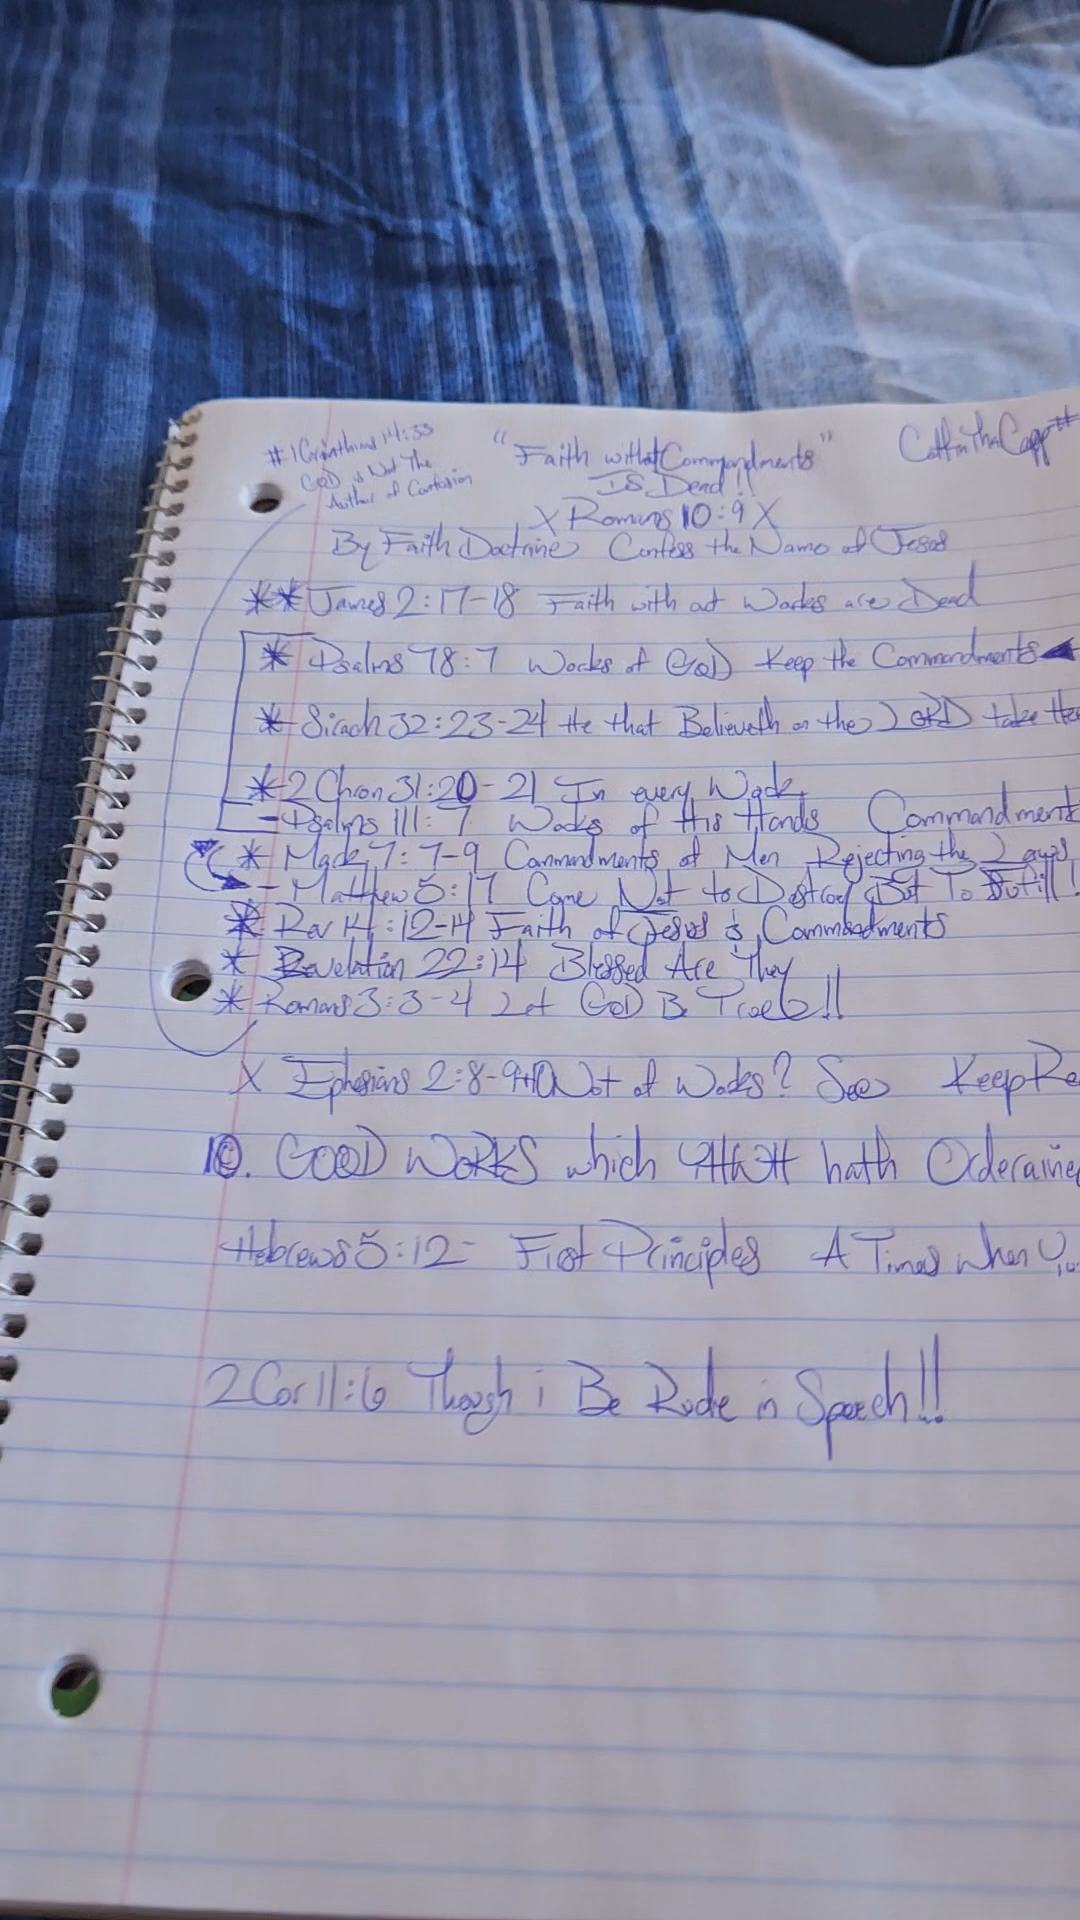 #1 Corinthians 14:33
GOD is Not The
Author of Confusion
"Faith without Commandments"
IS Dead!!
X Romans 10:9 X
By Faith Doctrine Confess the Name of Jesus
** James 2:17-18 Faith with out Works are Dead
* Psalms 78:7 Works of GOD Keep the Commandments
* Sirach 32:23-24 He that Believeth on the LORD take
* 2 Chron 31:20-21 In every Work
- Psalms 111:7 Works of His Hands Commandment
* Mark 7:7-9 Commandments of Men Rejecting the Laws
- Matthew 5:17 Come Not to Destroy But To Fulfill!
* Rev 14:12-14 Faith of Jesus & Commandments
* Revelation 22:14 Blessed Are They
* Romans 3:3-4 Let GOD Be True!!
X Ephesians 2:8-9+10 Not of Works? See Keep
10. GOOD WORKS which hath
Hebrews 5:12- First Principles A Times when
2 Cor 11:6 Though i Be Rude in Speech!!